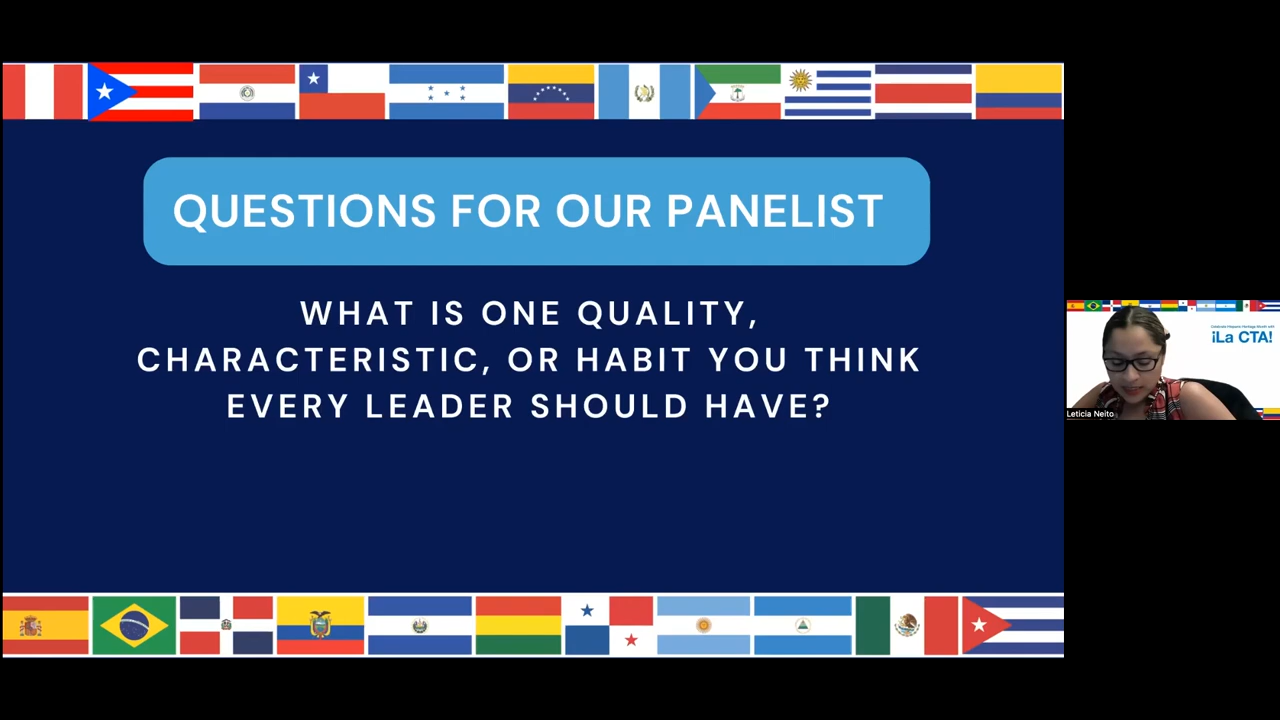 QUESTIONS FOR OUR PANELIST
WHAT IS ONE QUALITY,
CHARACTERISTIC, OR HABIT YOU THINK
EVERY LEADER SHOULD HAVE?
¡La CTA!
Leticia Neito